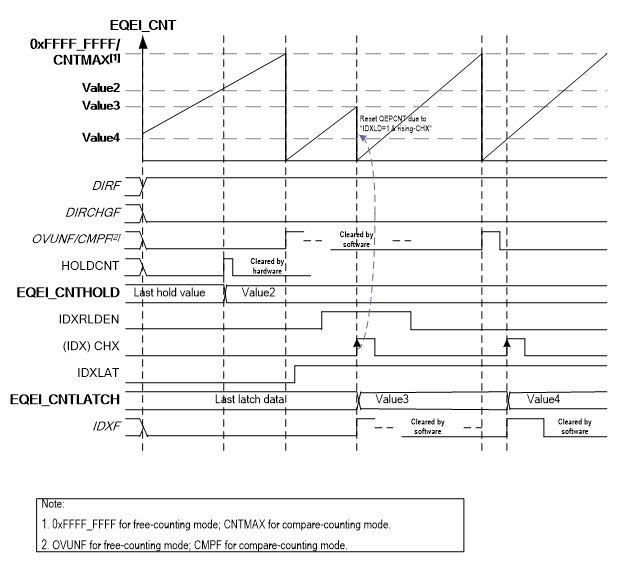 EQEI_CNT
0xFFFF_FFFF/
CNTMAX[1]
Value2
Value3
Value4
Reset QEPCNT due to
"IDXLD=1 & rising-CHX"
DIRF
DIRCHGF
OVUNF/CMPF[2]
Cleared by
software
HOLDCNT
Cleared by
hardware
EQEI_CNTHOLD
Last hold value
Value2
IDXRLDEN
(IDX) CHX
IDXLAT
EQEI_CNTLATCH
Last latch data
Value3
Value4
IDXF
Cleared by
software
Cleared by
software
Note:
1. 0xFFFF_FFFF for free-counting mode; CNTMAX for compare-counting mode.
2. OVUNF for free-counting mode; CMPF for compare-counting mode.